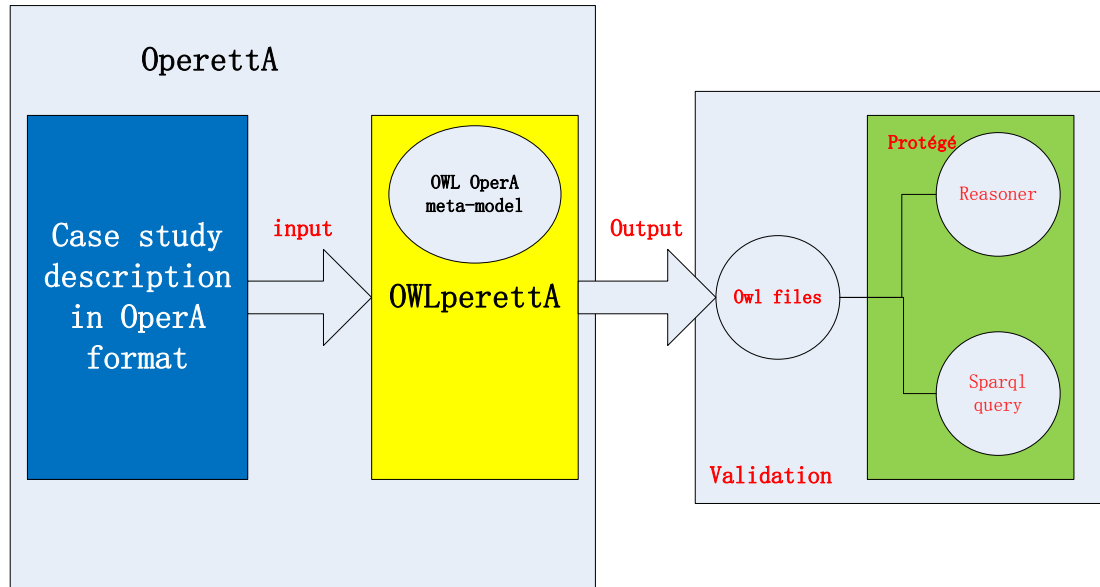 OperettA
Case study
description
in OperA
format
input
OWL OperA
meta-model
OWLperettA
Output
Owl files
Protégé
Reasoner
Sparql
query
Validation